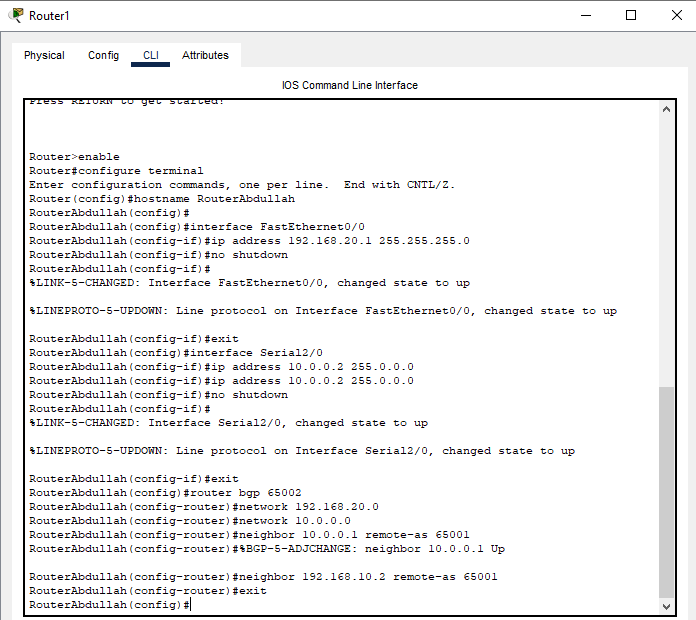 Router1
Physical Config CLI Attributes
IOS Command Line Interface
Press RETURN to get started!
Router>enable
Router#configure terminal
Enter configuration commands, one per line.  End with CNTL/Z.
Router(config)#hostname RouterAbdullah
RouterAbdullah(config)#
RouterAbdullah(config)#interface FastEthernet0/0
RouterAbdullah(config-if)#ip address 192.168.20.1 255.255.255.0
RouterAbdullah(config-if)#no shutdown
RouterAbdullah(config-if)#
%LINK-5-CHANGED: Interface FastEthernet0/0, changed state to up
%LINEPROTO-5-UPDOWN: Line protocol on Interface FastEthernet0/0, changed state to up
RouterAbdullah(config-if)#exit
RouterAbdullah(config)#interface Serial2/0
RouterAbdullah(config-if)#ip address 10.0.0.2 255.0.0.0
RouterAbdullah(config-if)#ip address 10.0.0.2 255.0.0.0
RouterAbdullah(config-if)#no shutdown
RouterAbdullah(config-if)#
%LINK-5-CHANGED: Interface Serial2/0, changed state to up
%LINEPROTO-5-UPDOWN: Line protocol on Interface Serial2/0, changed state to up
RouterAbdullah(config-if)#exit
RouterAbdullah(config)#router bgp 65002
RouterAbdullah(config-router)#network 192.168.20.0
RouterAbdullah(config-router)#network 10.0.0.0
RouterAbdullah(config-router)#neighbor 10.0.0.1 remote-as 65001
RouterAbdullah(config-router)#%BGP-5-ADJCHANGE: neighbor 10.0.0.1 Up
RouterAbdullah(config-router)#neighbor 192.168.10.2 remote-as 65001
RouterAbdullah(config-router)#exit
RouterAbdullah(config)#